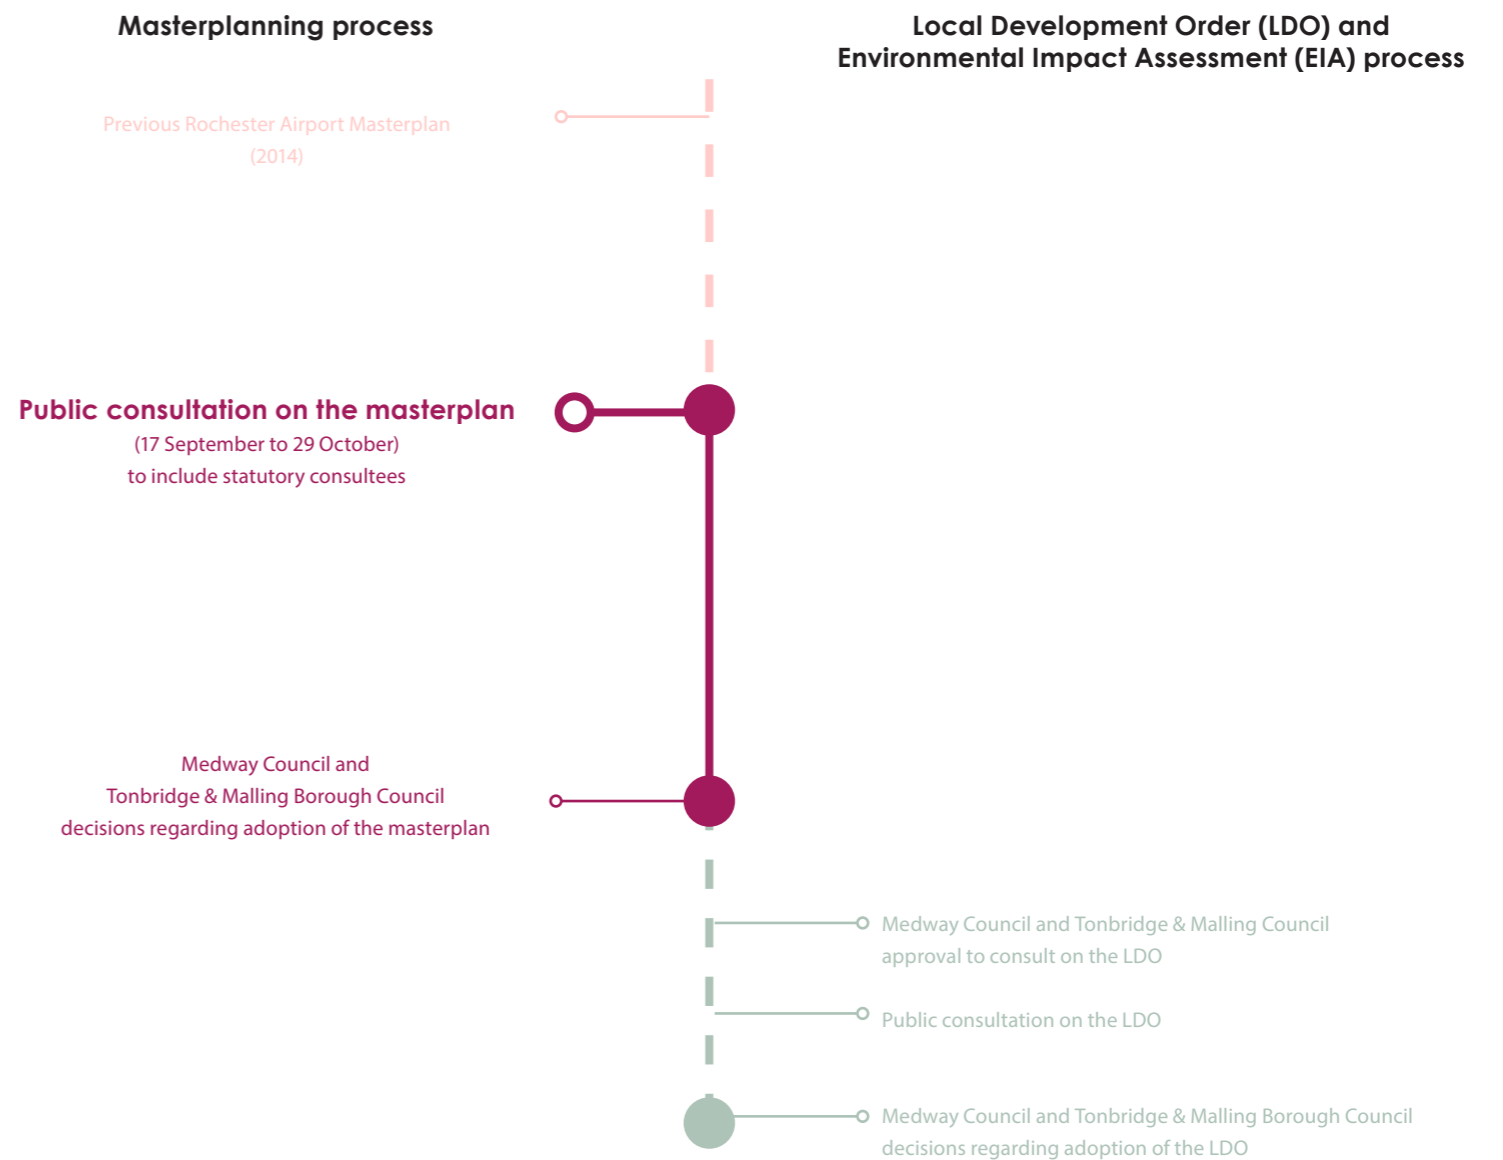 Masterplanning process
Local Development Order (LDO) and
Environmental Impact Assessment (EIA) process
Previous Rochester Airport Masterplan
(2014)
Public consultation on the masterplan
(17 September to 29 October)
to include statutory consultees
Medway Council and
Tonbridge & Malling Borough Council
decisions regarding adoption of the masterplan
Medway Council and Tonbridge & Malling Council
approval to consult on the LDO
Public consultation on the LDO
Medway Council and Tonbridge & Malling Borough Council
decisions regarding adoption of the LDO